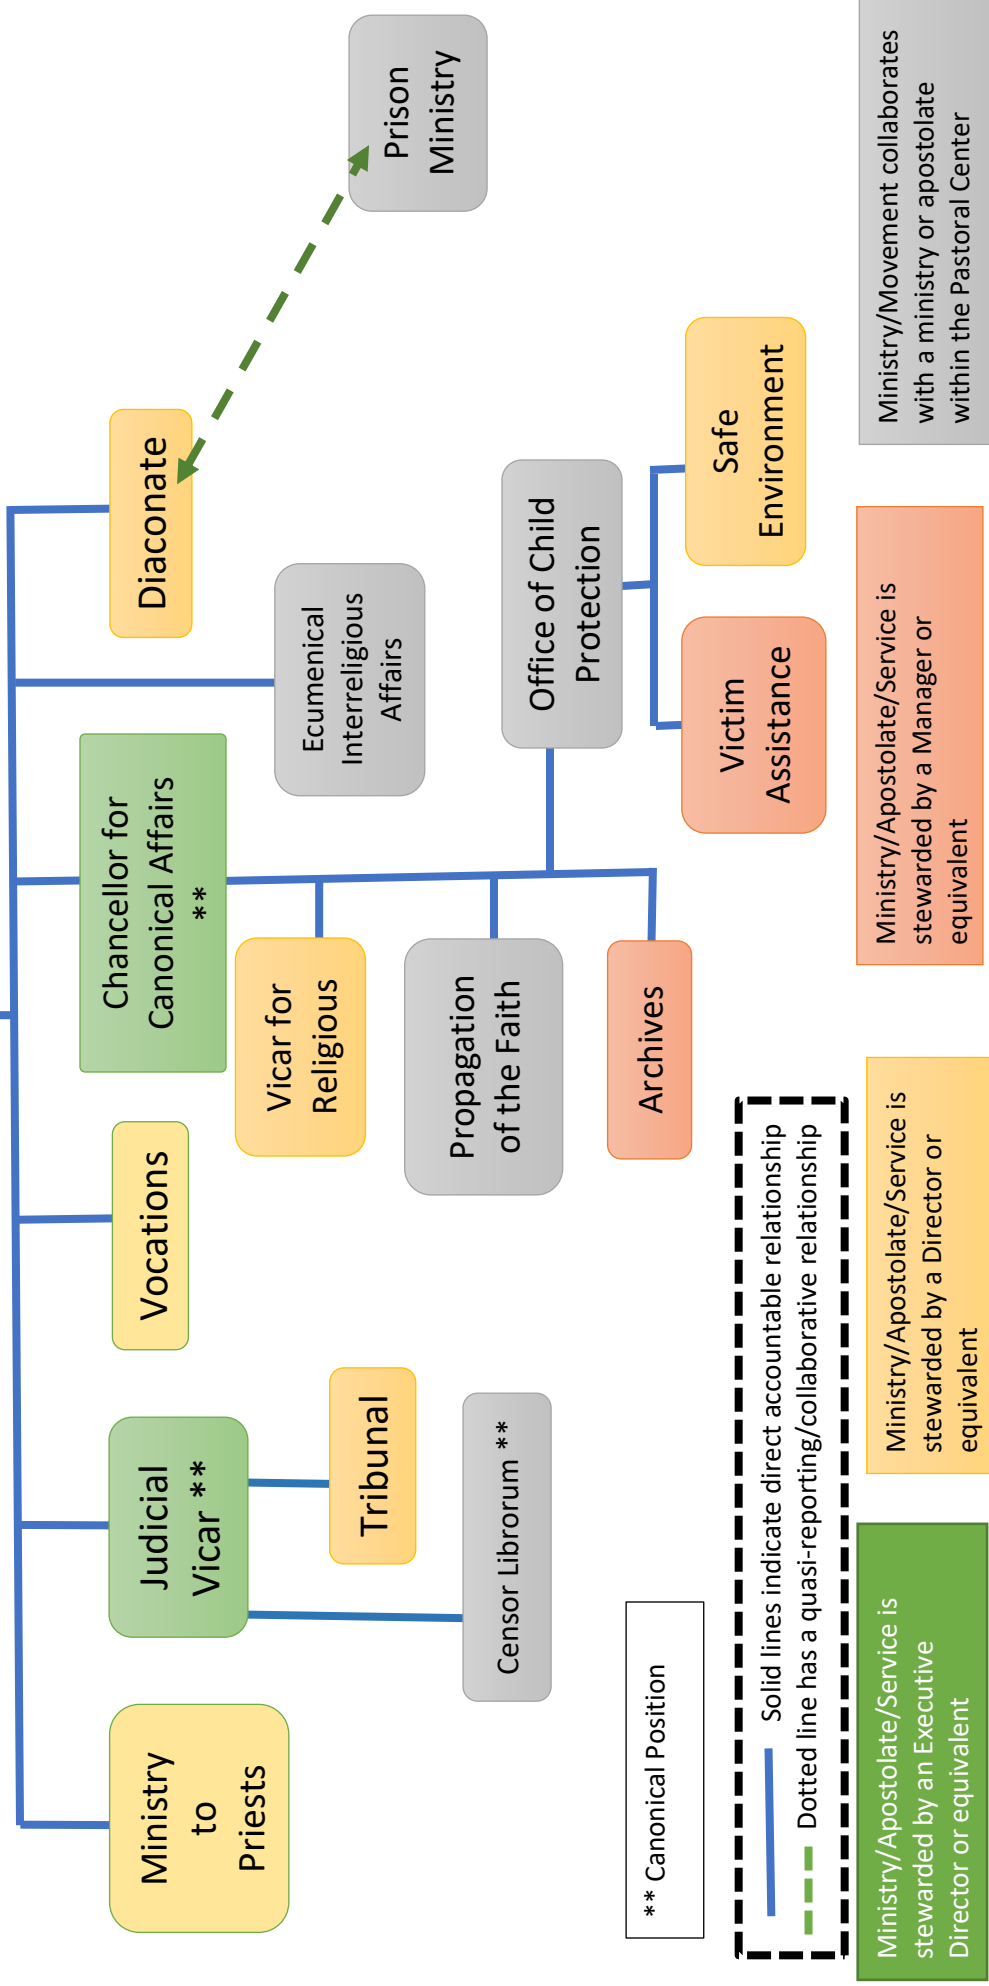 Ministry
to
Priests
Judicial
Vicar **
Vocations
Chancellor for
Canonical Affairs
**
Diaconate
Tribunal
Censor Librorum **
Vicar for
Religious
Propagation
of the Faith
Archives
Ecumenical
Interreligious
Affairs
Prison
Ministry
Office of Child
Protection
Victim
Assistance
Safe
Environment
** Canonical Position
Solid lines indicate direct accountable relationship
Dotted line has a quasi-reporting/collaborative relationship
Ministry/Apostolate/Service is
stewarded by an Executive
Director or equivalent
Ministry/Apostolate/Service is
stewarded by a Director or
equivalent
Ministry/Apostolate/Service is
stewarded by a Manager or
equivalent
Ministry/Movement collaborates
with a ministry or apostolate
within the Pastoral Center